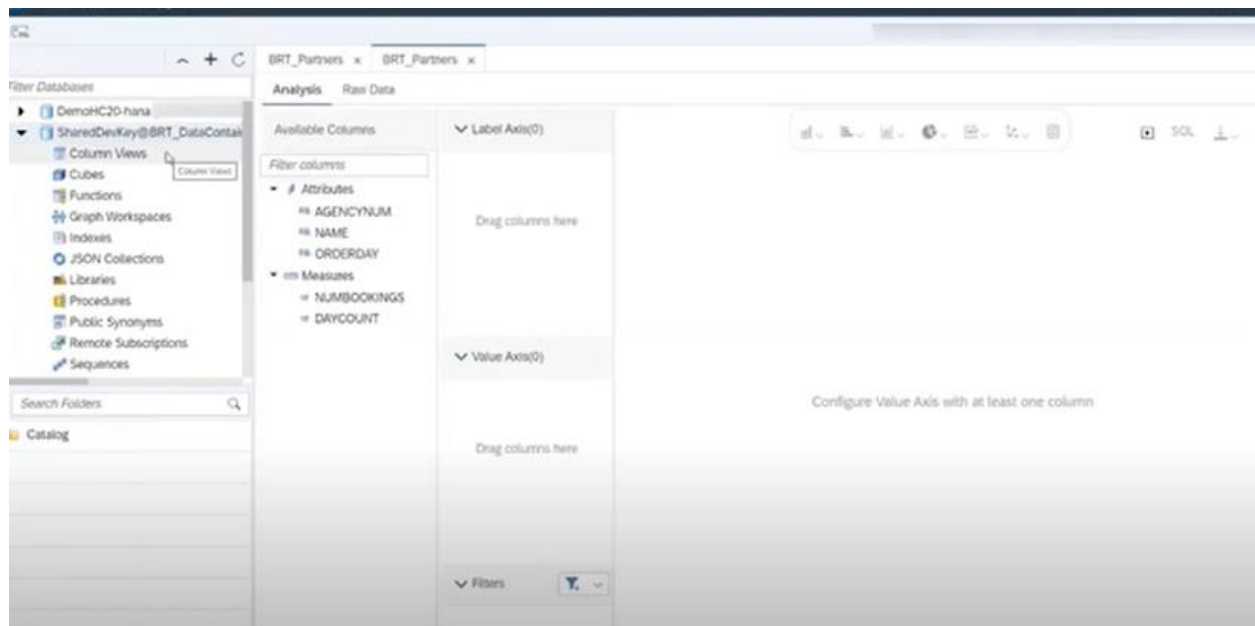 BRT_Partners x BRT_Partners x
Filter Databases
Analysis Raw Data
DemoHC20-hana
SharedDevKey@BRT_DataContai
Column Views
Column Views
Cubes
Functions
Graph Workspaces
Indexes
JSON Collections
Libraries
Procedures
Public Synonyms
Remote Subscriptions
Sequences
Search Folders
Catalog
Available Columns
Filter columns
Attributes
AGENCYNUM
NAME
ORDERDAY
Measures
NUMBOOKINGS
DAYCOUNT
Label Axis(0)
Drag columns here
Value Axis(0)
Drag columns here
Filters
SQL
Configure Value Axis with at least one column